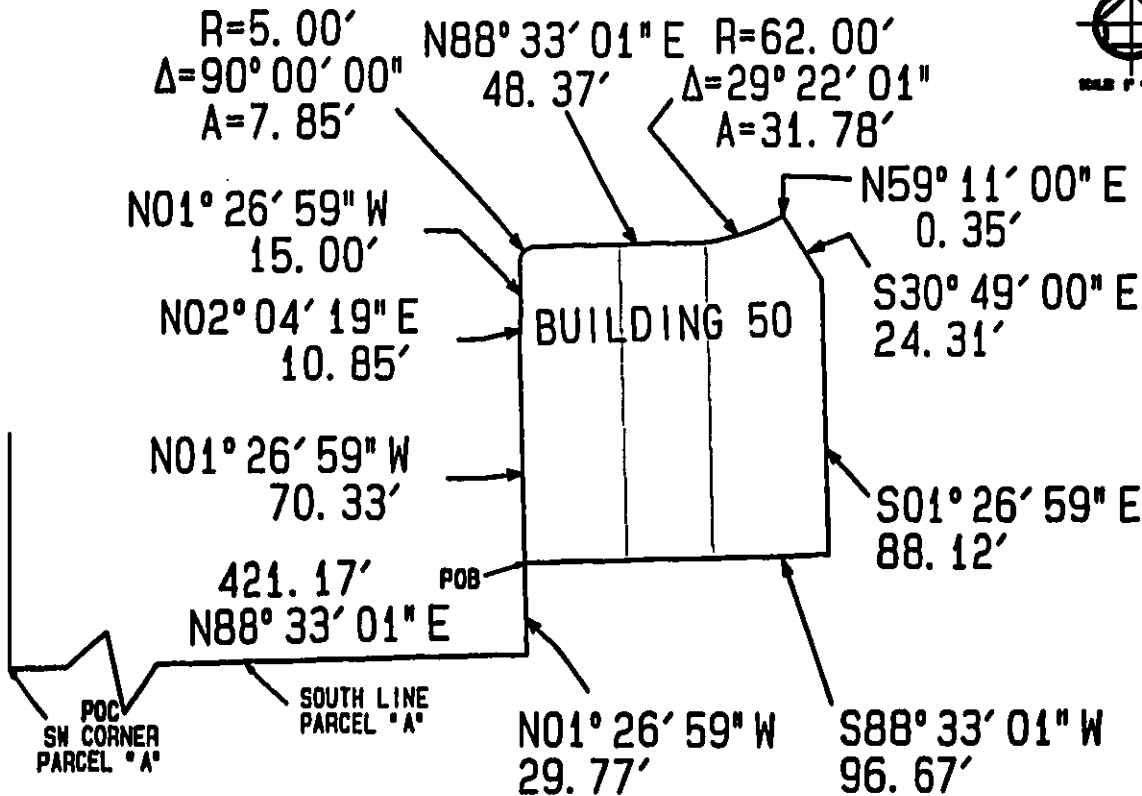 R=5.00'
Δ=90°00'00"
A=7.85'
N88°33'01"E
48.37'
R=62.00'
Δ=29°22'01"
A=31.78'
N59°11'00"E
0.35'
N01°26'59"W
15.00'
S30°49'00"E
24.31'
N02°04'19"E
10.85'
BUILDING 50
N01°26'59"W
70.33'
S01°26'59"E
88.12'
421.17'
N88°33'01"E
POB
POC
SW CORNER
PARCEL "A"
SOUTH LINE
PARCEL "A"
N01°26'59"W
29.77'
S88°33'01"W
96.67'